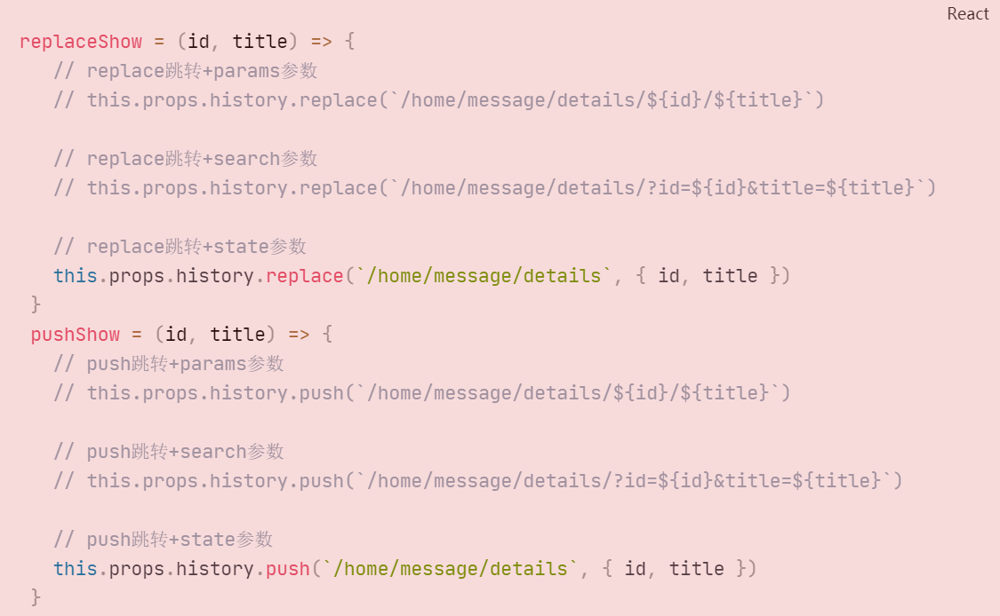 React
replaceShow = (id, title) => {
// replace跳转+params参数
// this.props.history.replace(`/home/message/details/${id}/${title}`)
// replace跳转+search参数
// this.props.history.replace(`/home/message/details/?id=${id}&title=${title}`)
// replace跳转+state参数
this.props.history.replace(`/home/message/details`, { id, title })
}
pushShow = (id, title) => {
// push跳转+params参数
// this.props.history.push(`/home/message/details/${id}/${title}`)
// push跳转+search参数
// this.props.history.push(`/home/message/details/?id=${id}&title=${title}`)
// push跳转+state参数
this.props.history.push(`/home/message/details`, { id, title })
}